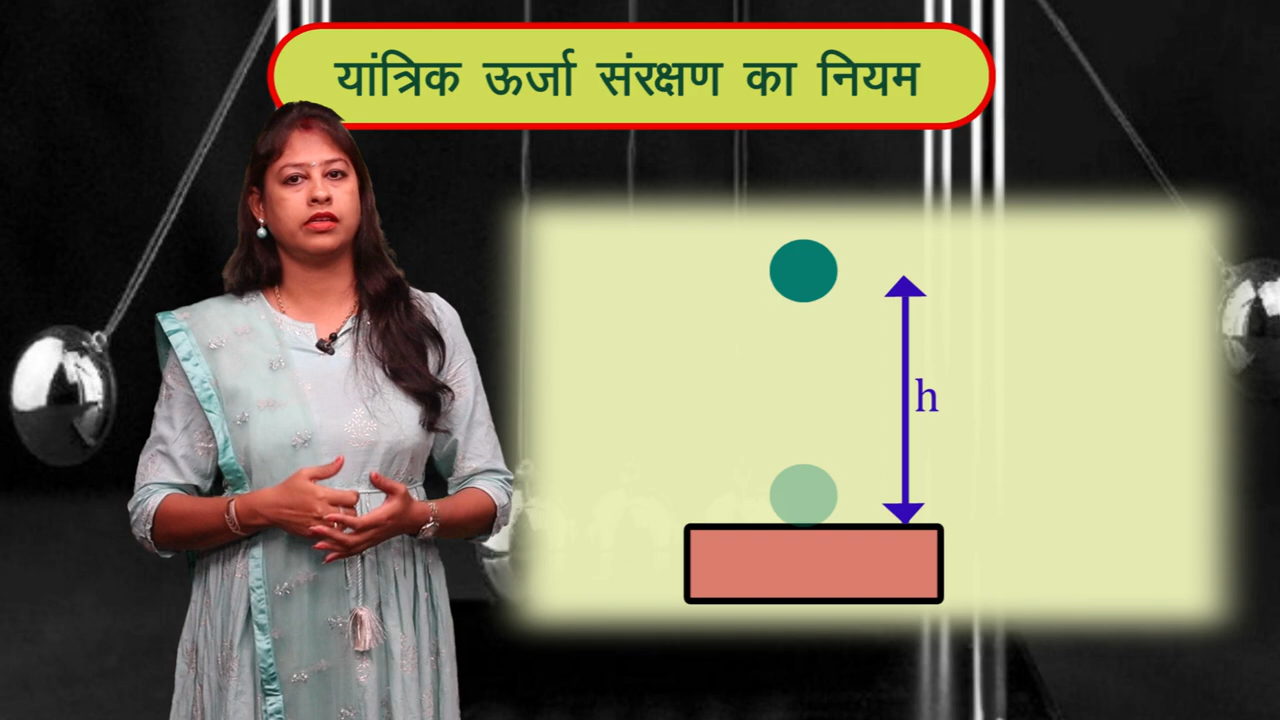 यांत्रिक ऊर्जा संरक्षण का नियम
h